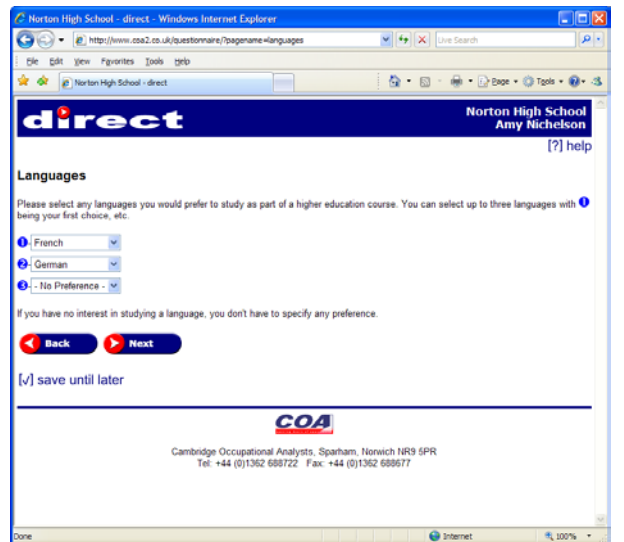 Norton High School - direct - Windows Internet Explorer
http://www.coa2.co.uk/questionnaire/?pagename=languages
Live Search
File Edit View Favorites Tools Help
Norton High School - direct
Page Tools
direct
Norton High School
Amy Nichelson
[?] help
Languages
Please select any languages you would prefer to study as part of a higher education course. You can select up to three languages with 1
being your first choice, etc.
1 - French
2 - German
3 - - No Preference -
If you have no interest in studying a language, you don't have to specify any preference.
Back Next
[√] save until later
COA
Cambridge Occupational Analysts, Sparham, Norwich NR9 5PR
Tel: +44 (0)1362 688722 Fax: +44 (0)1362 688677
Done Internet 100%